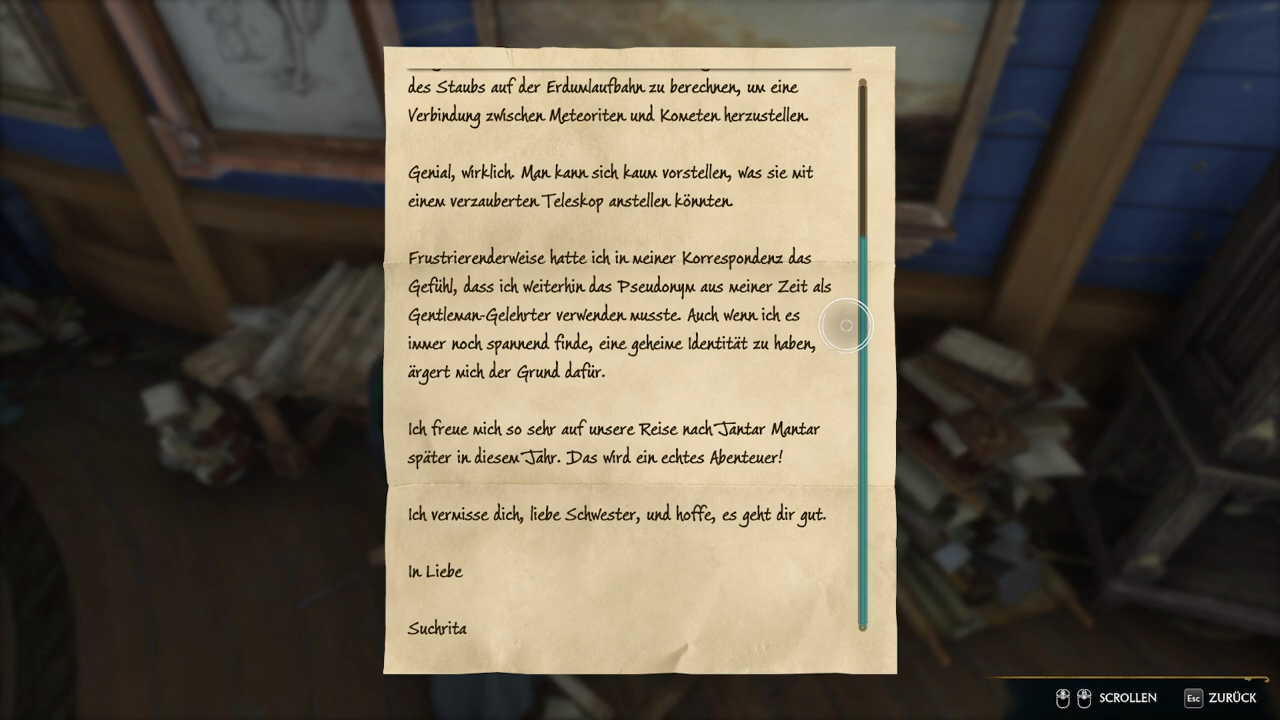 des Staubs auf der Erdumlaufbahn zu berechnen, um eine
Verbindung zwischen Meteoriten und Kometen herzustellen.
Genial, wirklich. Man kann sich kaum vorstellen, was sie mit
einem verzauberten Teleskop anstellen könnten.
Frustrierenderweise hatte ich in meiner Korrespondenz das
Gefühl, dass ich weiterhin das Pseudonym aus meiner Zeit als
Gentleman-Gelehrter verwenden musste. Auch wenn ich es
immer noch spannend finde, eine geheime Identität zu haben,
ärgert mich der Grund dafür.
Ich freue mich so sehr auf unsere Reise nach Jantar Mantar
später in diesem Jahr. Das wird ein echtes Abenteuer!
Ich vermisse dich, liebe Schwester, und hoffe, es geht dir gut.
In Liebe
Suchrita
SCROLLEN Esc ZURÜCK